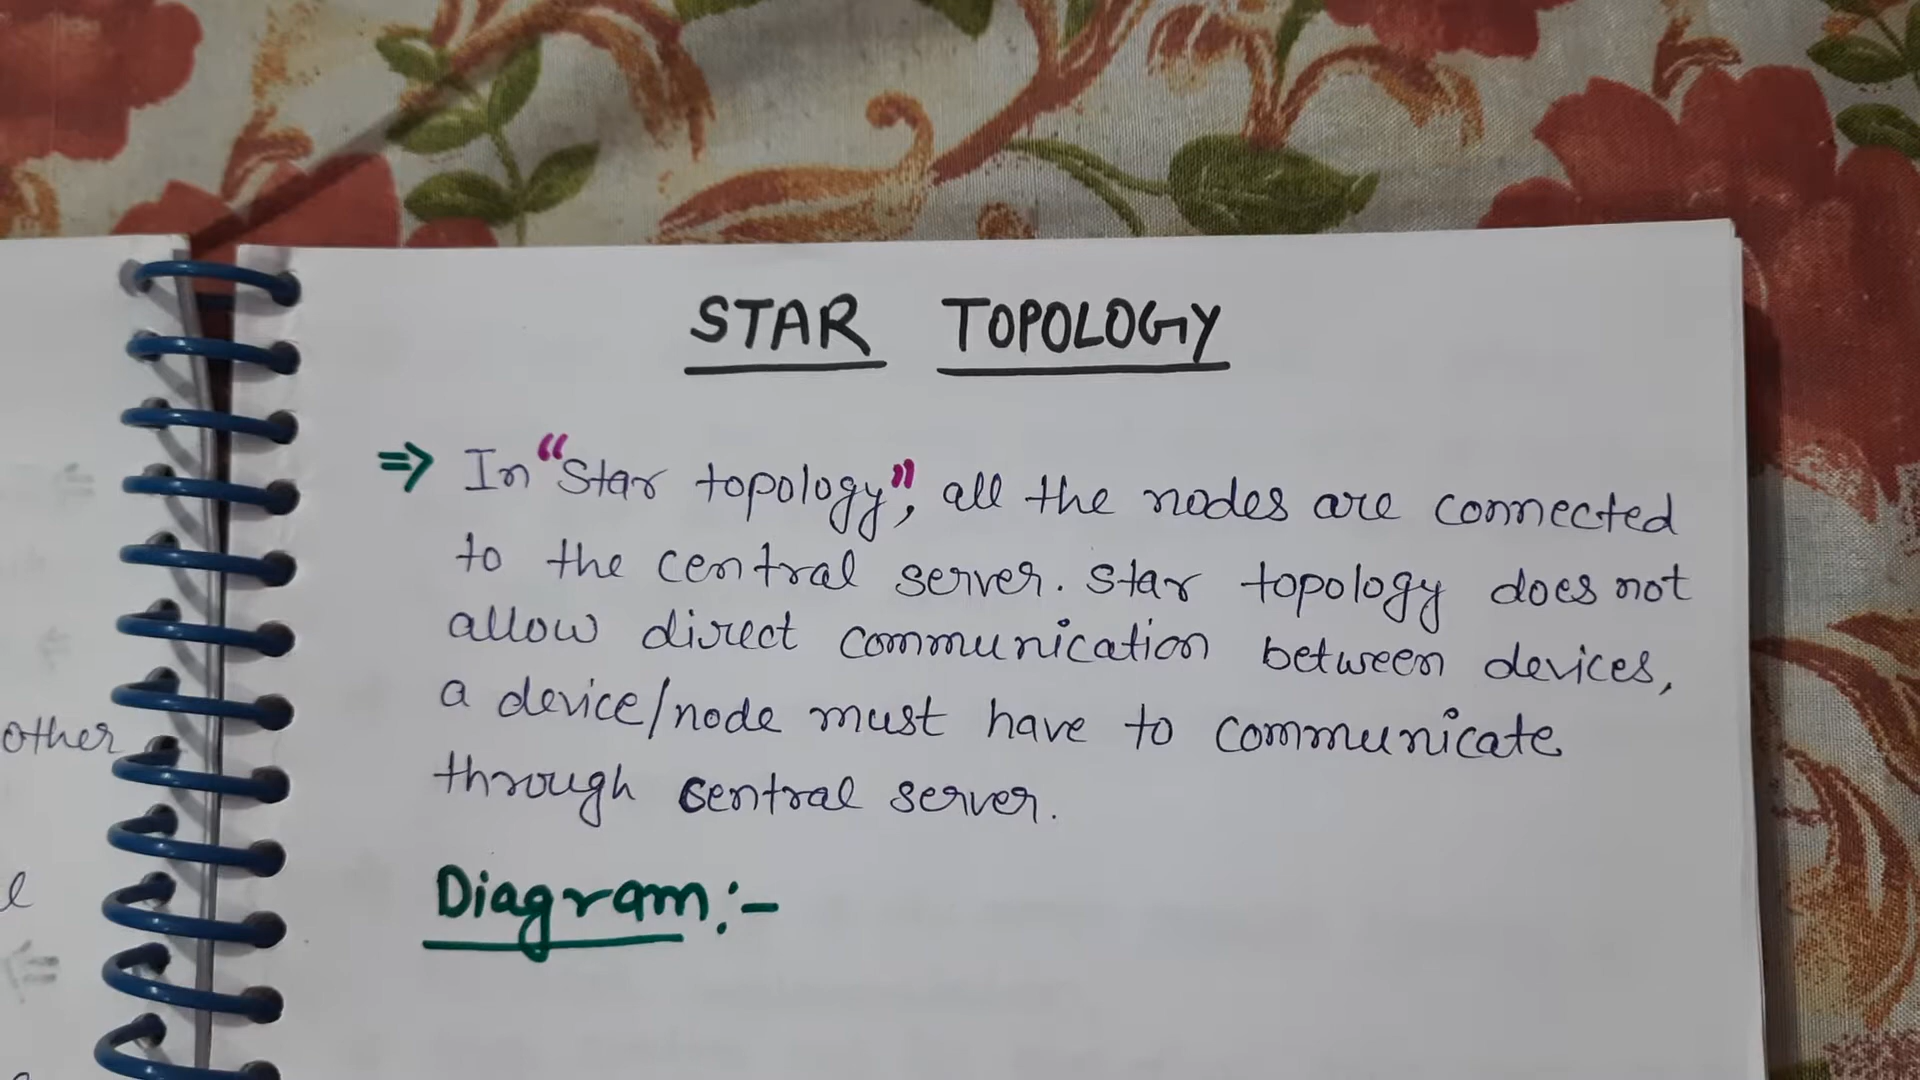 STAR TOPOLOGY
=> In "Star topology", all the nodes are connected
to the central server. Star topology does not
allow direct communication between devices,
a device/node must have to communicate
through central server.
Diagram:-
other
l